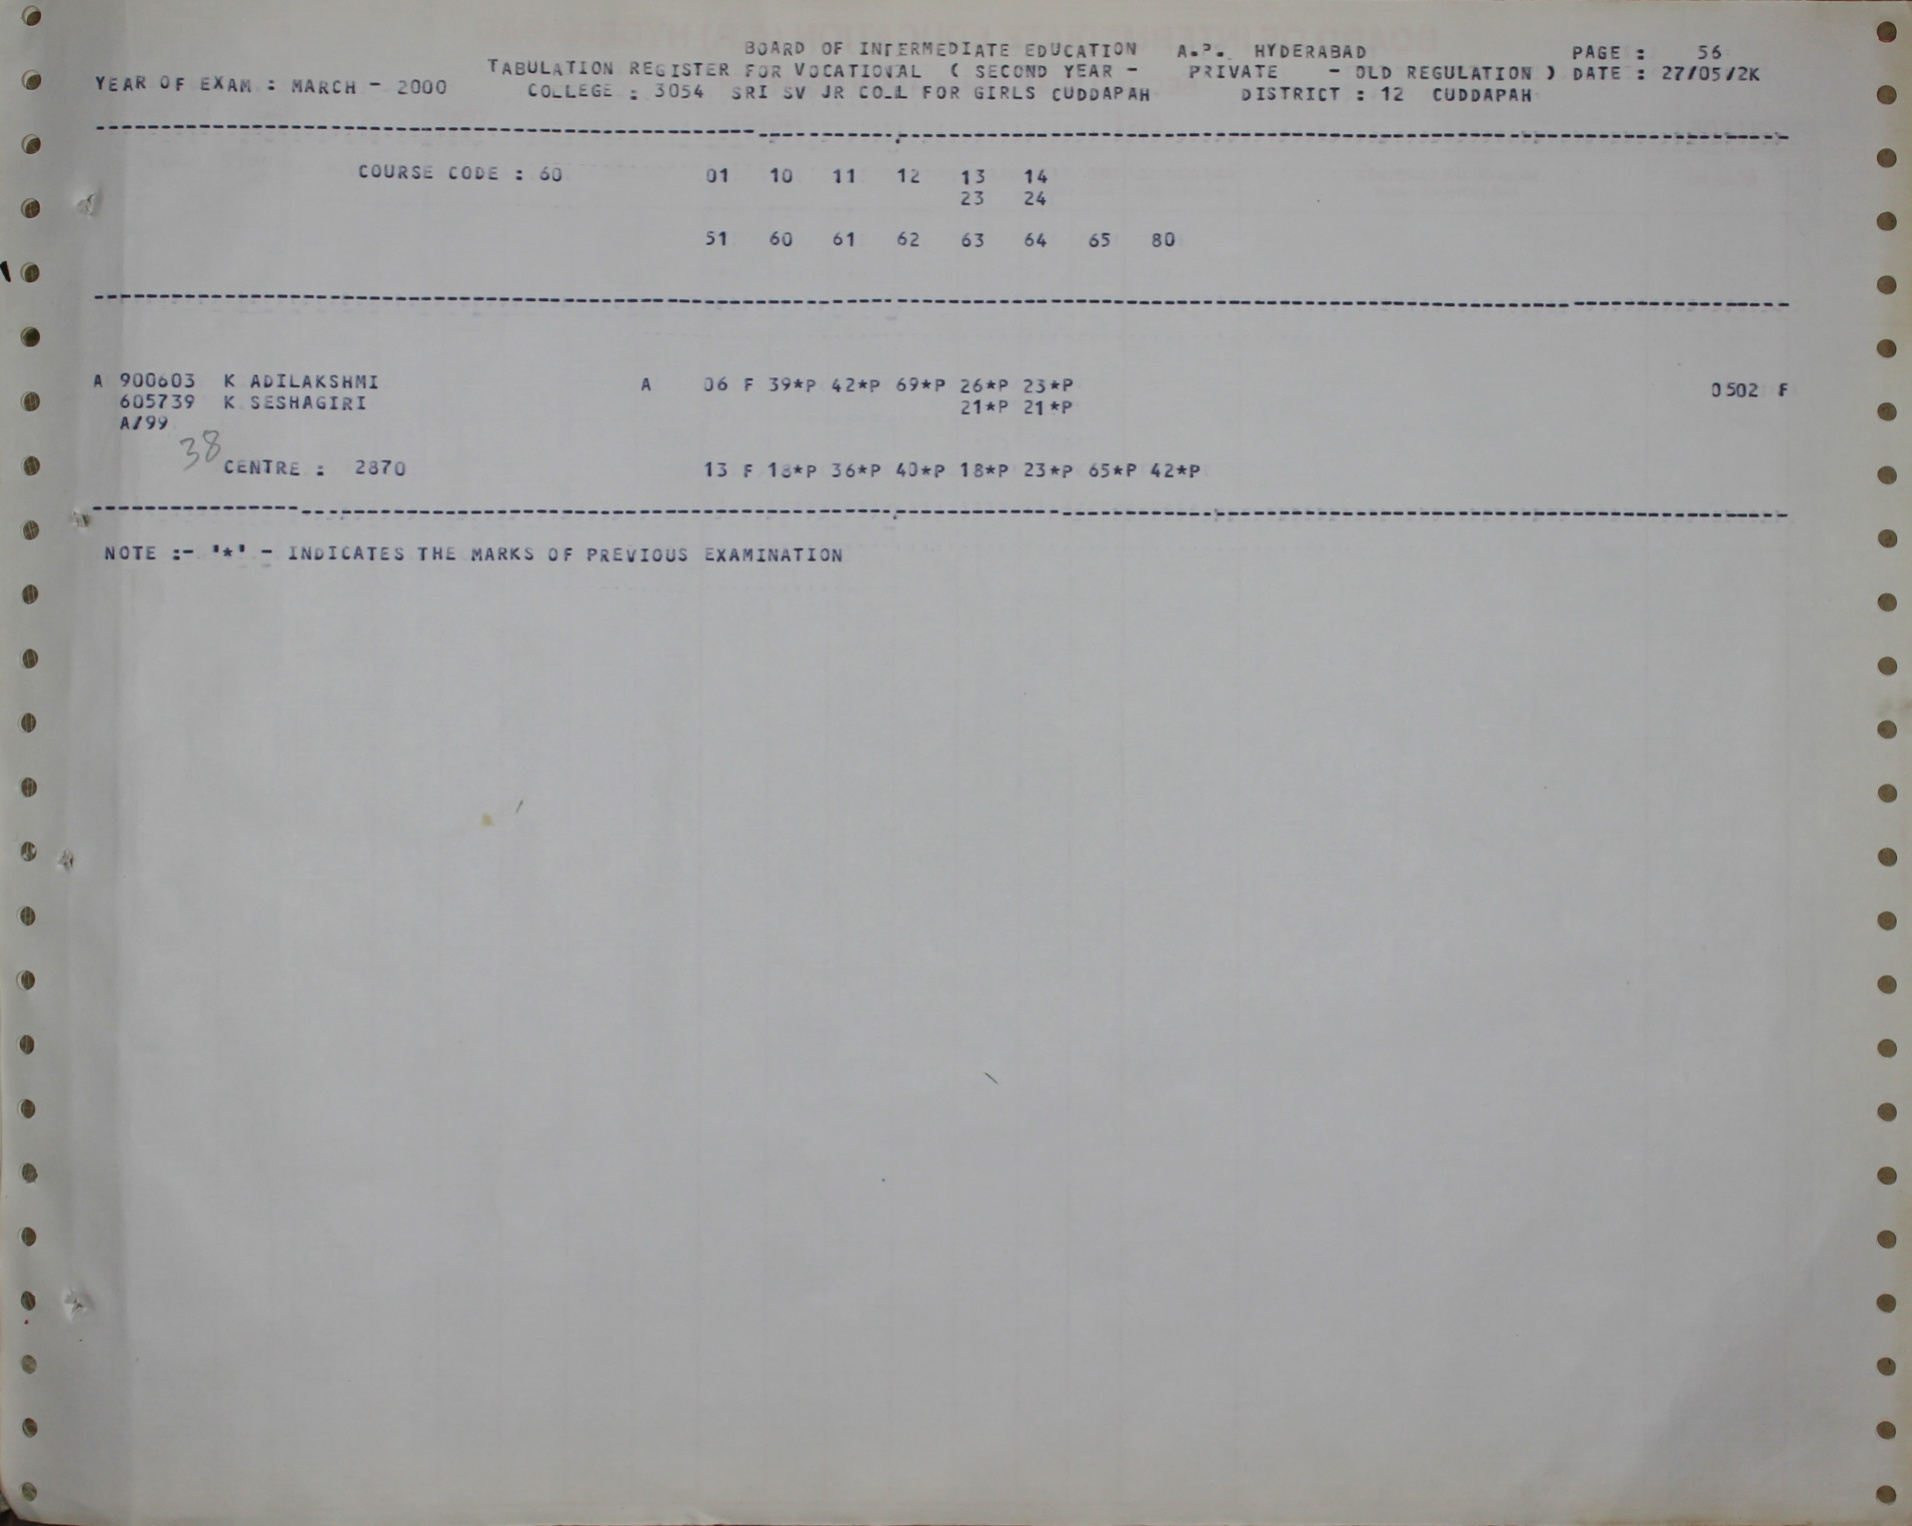 BOARD OF INTERMEDIATE EDUCATION A.P. HYDERABAD PAGE : 56
TABULATION REGISTER FOR VOCATIONAL ( SECOND YEAR - PRIVATE - OLD REGULATION ) DATE : 27/05/2K
YEAR OF EXAM : MARCH - 2000 COLLEGE : 3054 SRI SV JR COLL FOR GIRLS CUDDAPAH DISTRICT : 12 CUDDAPAH
COURSE CODE : 60 01 10 11 12 13 14
23 24
51 60 61 62 63 64 65 80
A 900603 K ADILAKSHMI A 06 F 39*P 42*P 69*P 26*P 23*P 0502 F
605739 K SESHAGIRI 21*P 21*P
A/99
38
CENTRE : 2870 13 F 18*P 36*P 40*P 18*P 23*P 65*P 42*P
NOTE :- '*' - INDICATES THE MARKS OF PREVIOUS EXAMINATION